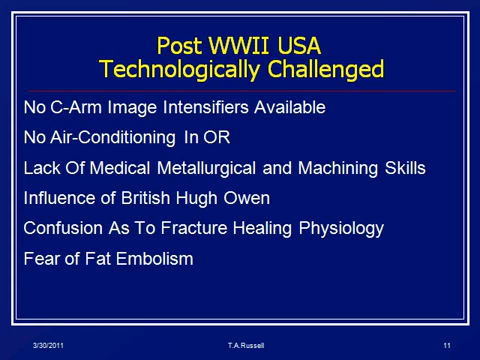 Post WWII USA
Technologically Challenged
No C-Arm Image Intensifiers Available
No Air-Conditioning In OR
Lack Of Medical Metallurgical and Machining Skills
Influence of British Hugh Owen
Confusion As To Fracture Healing Physiology
Fear of Fat Embolism
3/30/2011
T.A.Russell
11